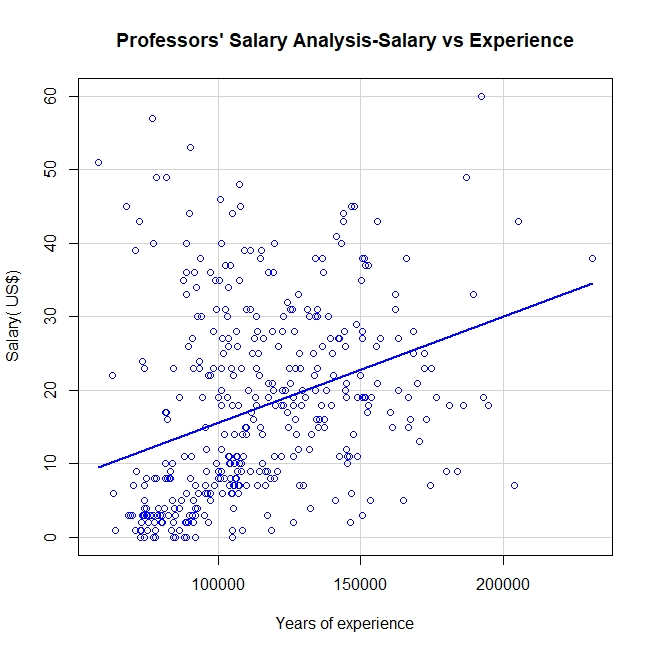 Professors' Salary Analysis-Salary vs Experience
Salary( US$)
60
50
40
30
20
10
0
100000 150000 200000
Years of experience